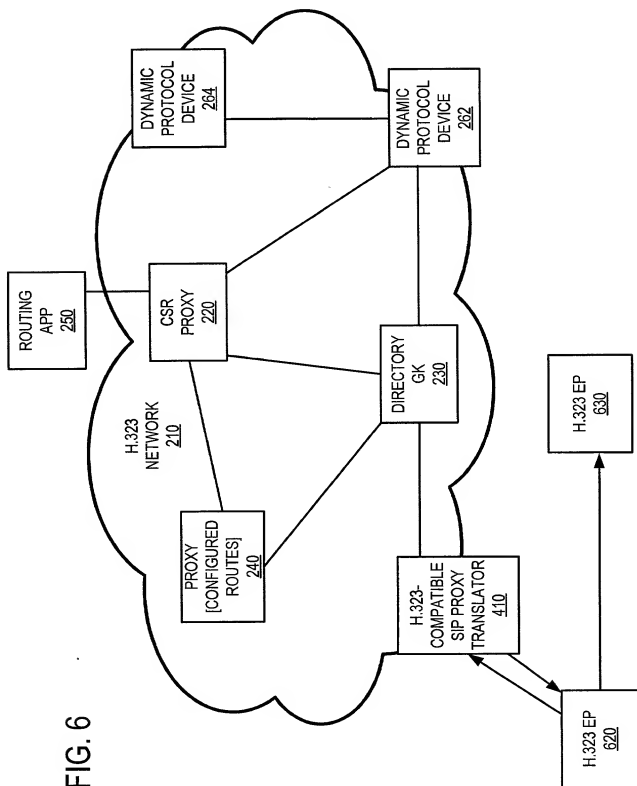 FIG. 6
ROUTING
APP
250
H.323
NETWORK
210
CSR
PROXY
220
DYNAMIC
PROTOCOL
DEVICE
264
PROXY
[CONFIGURED
ROUTES]
240
DIRECTORY
GK
230
DYNAMIC
PROTOCOL
DEVICE
262
H.323-
COMPATIBLE
SIP PROXY
TRANSLATOR
410
H.323 EP
620
H.323 EP
630